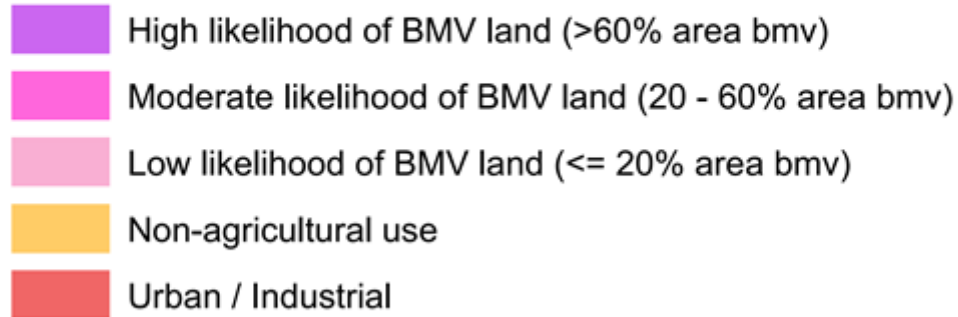 High likelihood of BMV land (>60% area bmv)
Moderate likelihood of BMV land (20 - 60% area bmv)
Low likelihood of BMV land (<= 20% area bmv)
Non-agricultural use
Urban / Industrial